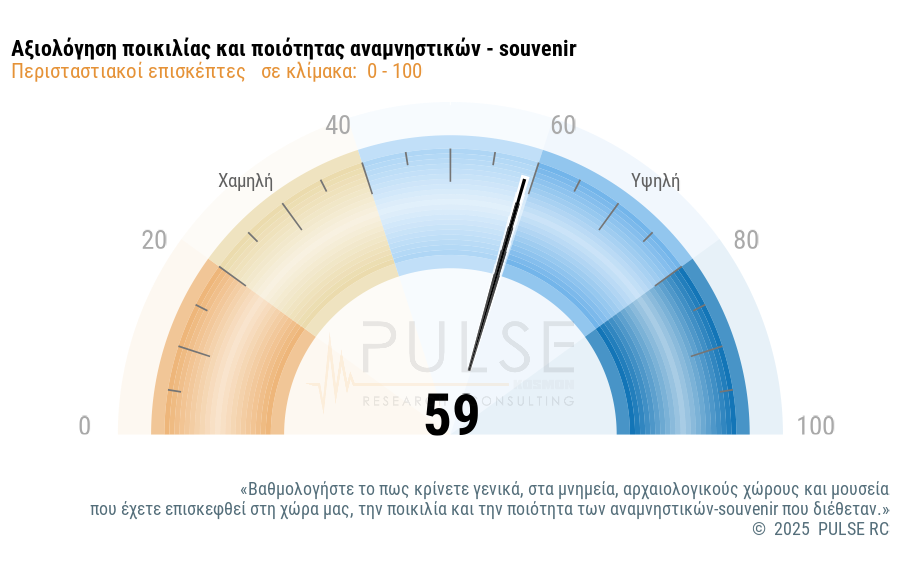 Αξιολόγηση ποικιλίας και ποιότητας αναμνηστικών - souvenir
Περιστασιακοί επισκέπτες σε κλίμακα: 0 - 100
40
60
Χαμηλή
Υψηλή
20
80
PULSE
RESEARCH CONSULTING
59
0
100
«Βαθμολογήστε το πως κρίνετε γενικά, στα μνημεία, αρχαιολογικούς χώρους και μουσεία
που έχετε επισκεφθεί στη χώρα μας, την ποικιλία και την ποιότητα των αναμνηστικών-souvenir που διέθεταν.»
© 2025 PULSE RC